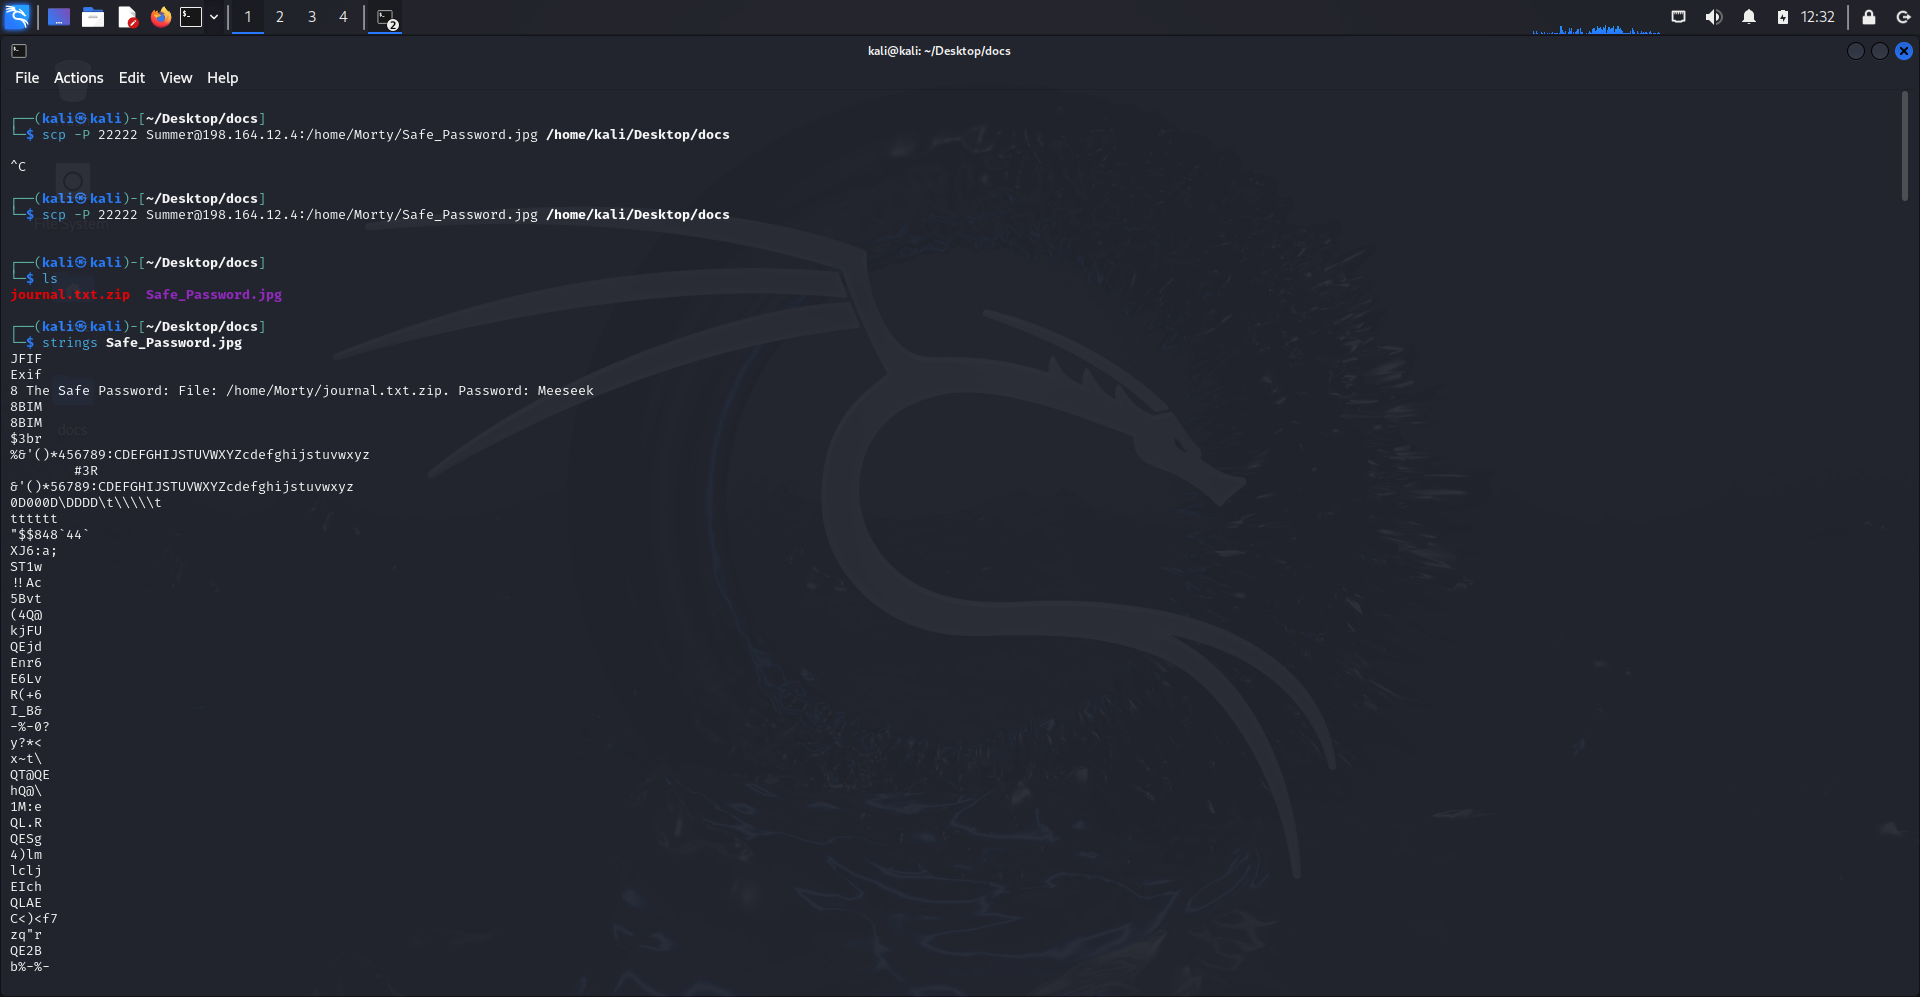 1 2 3 4 2 12:32
kali@kali: ~/Desktop/docs
File Actions Edit View Help
┌──(kali㉿kali)-[~/Desktop/docs]
└─$ scp -P 22222 Summer@198.164.12.4:/home/Morty/Safe_Password.jpg /home/kali/Desktop/docs
^C
┌──(kali㉿kali)-[~/Desktop/docs]
└─$ scp -P 22222 Summer@198.164.12.4:/home/Morty/Safe_Password.jpg /home/kali/Desktop/docs
File System
┌──(kali㉿kali)-[~/Desktop/docs]
└─$ ls
journal.txt.zip  Safe_Password.jpg
┌──(kali㉿kali)-[~/Desktop/docs]
└─$ strings Safe_Password.jpg
JFIF
Exif
8 The Safe Password: File: /home/Morty/journal.txt.zip. Password: Meeseek
8BIM
8BIM
docs
$3br
%&'()*456789:CDEFGHIJSTUVWXYZcdefghijstuvwxyz
        #3R
&'()*56789:CDEFGHIJSTUVWXYZcdefghijstuvwxyz
0D000D\DDDD\t\\\\\t
tttttt
"$$848`44`
XJ6:a;
ST1w
!!Ac
5Bvt
(4Q@
kjFU
QEjd
Enr6
E6Lv
R(+6
I_B&
-%-0?
y?*<
x~t\
QT@QE
hQ@\
1M:e
QL.R
QESg
4)lm
lclj
EIch
QLAE
C<)<f7
zq"r
QE2B
b%-%-